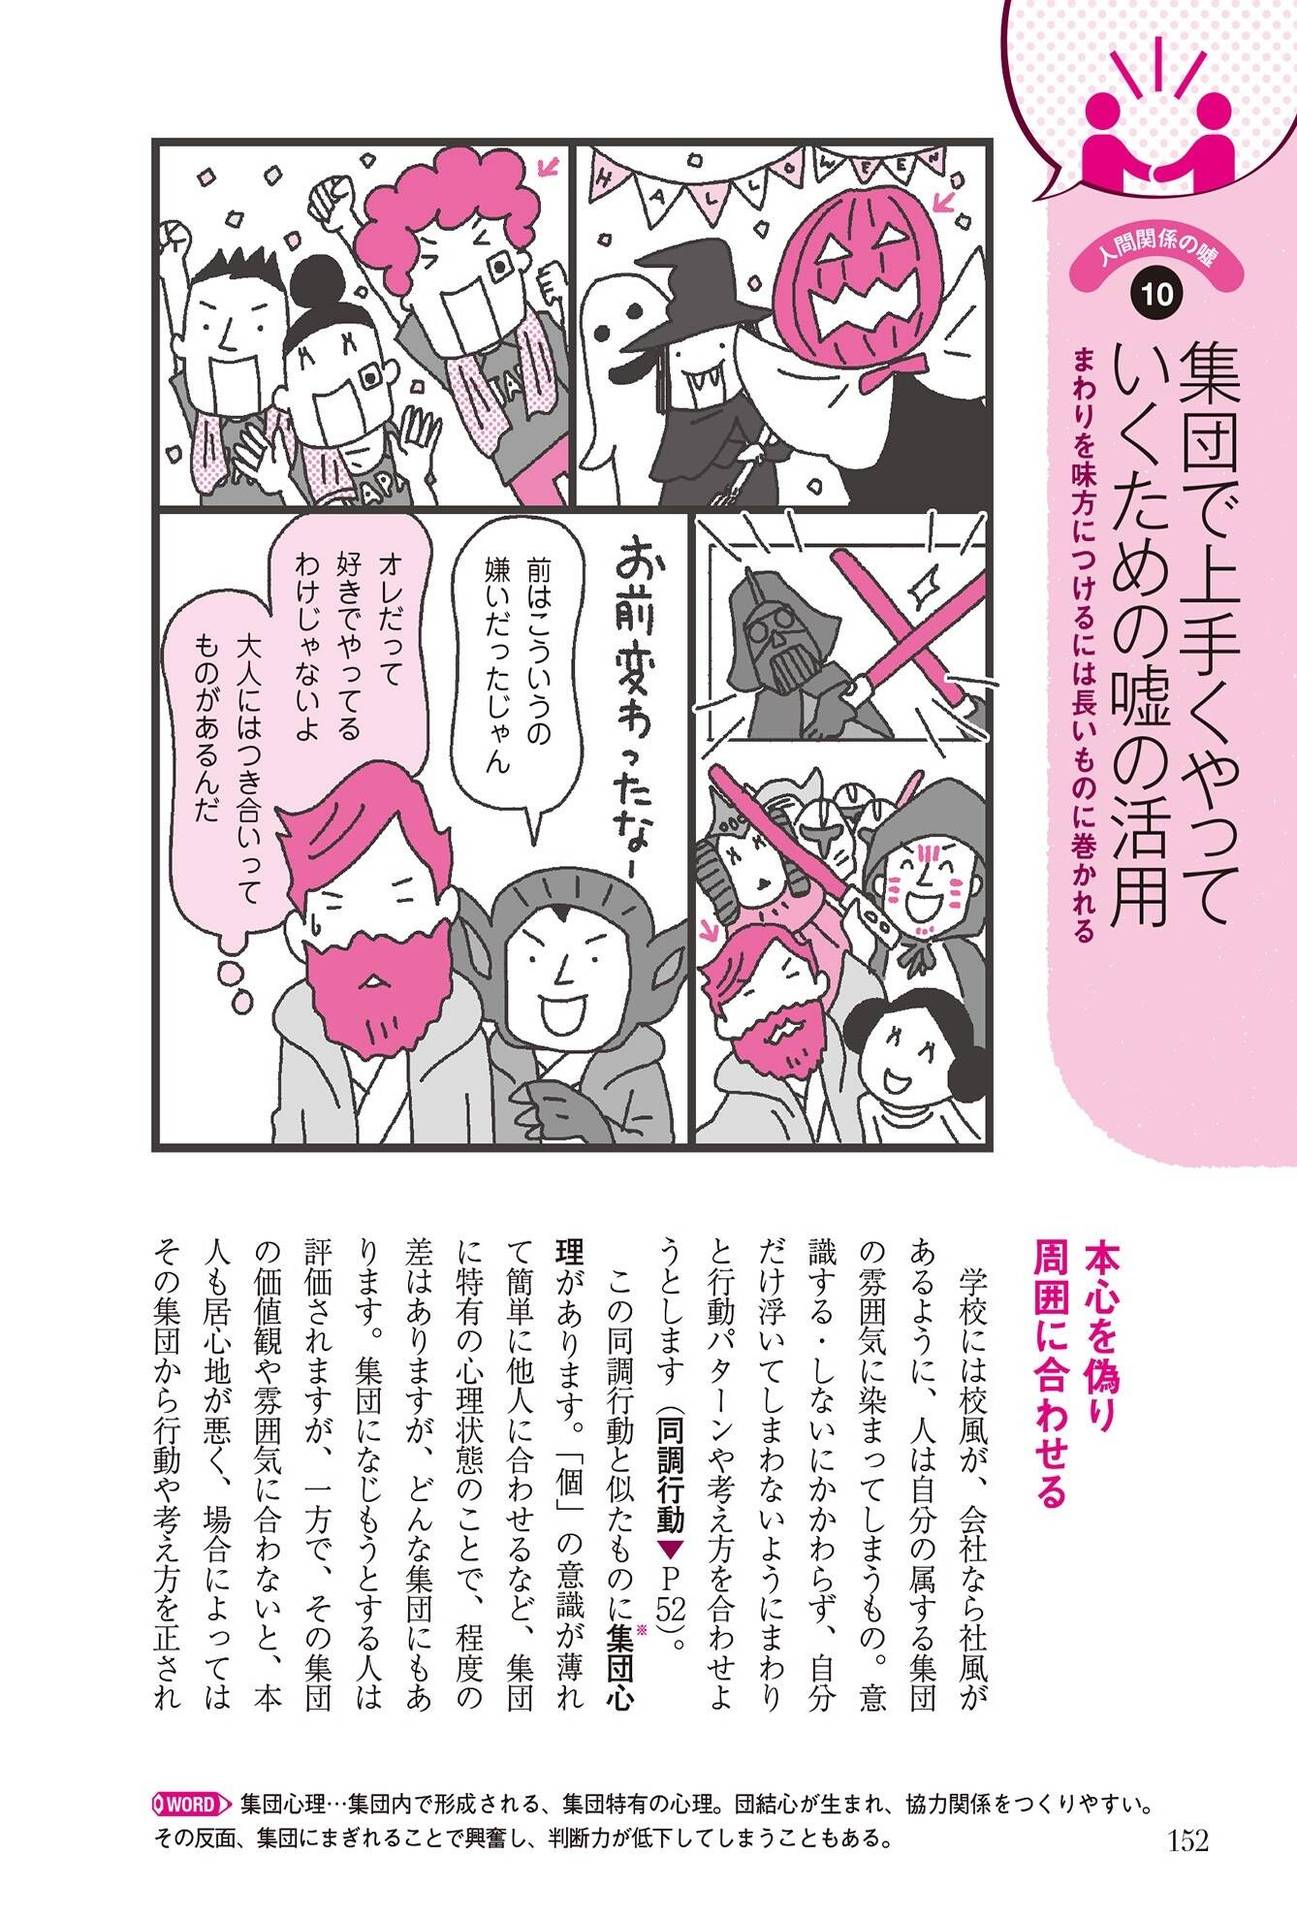 人間関係の嘘
10
集団で上手くやって
いくための嘘の活用
まわりを味方につけるには長いものに巻かれる
HALLOWEEN
TAP
APA
お前変わったなー
前はこういうの
嫌いだったじゃん
オレだって
好きでやってる
わけじゃないよ
大人にはつき合いって
ものがあるんだ
本心を偽り
周囲に合わせる
学校には校風が、会社なら社風が
あるように、人は自分の属する集団
の雰囲気に染まってしまうもの。意
識する・しないにかかわらず、自分
だけ浮いてしまわないようにまわり
と行動パターンや考え方を合わせよ
うとします（同調行動▼P52）。
この同調行動と似たものに集団心※
理があります。「個」の意識が薄れ
て簡単に他人に合わせるなど、集団
に特有の心理状態のことで、程度の
差はありますが、どんな集団にもあ
ります。集団になじもうとする人は
評価されますが、一方で、その集団
の価値観や雰囲気に合わないと、本
人も居心地が悪く、場合によっては
その集団から行動や考え方を正され
WORD 集団心理…集団内で形成される、集団特有の心理。団結心が生まれ、協力関係をつくりやすい。
その反面、集団にまぎれることで興奮し、判断力が低下してしまうこともある。
152